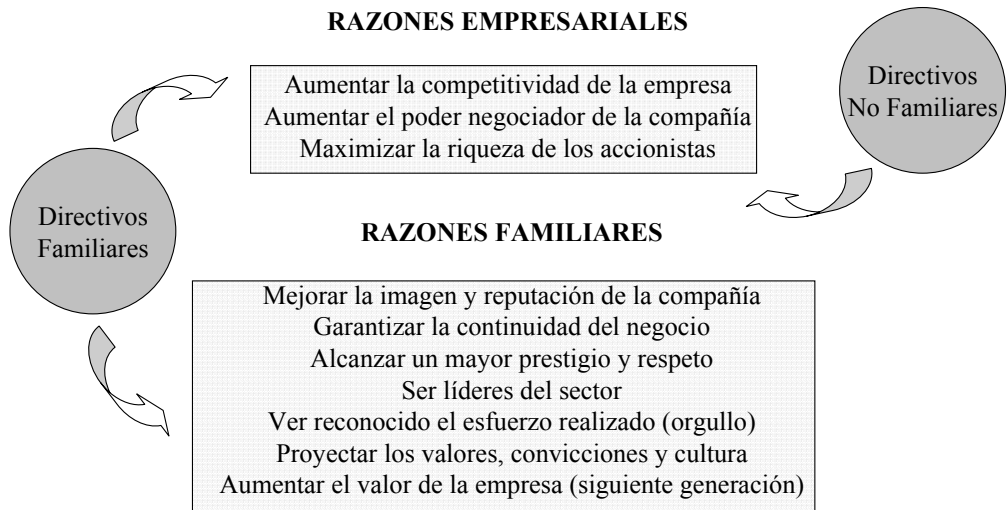 RAZONES EMPRESARIALES
Aumentar la competitividad de la empresa
Aumentar el poder negociador de la compañía
Maximizar la riqueza de los accionistas
Directivos
No Familiares
Directivos
Familiares
RAZONES FAMILIARES
Mejorar la imagen y reputación de la compañía
Garantizar la continuidad del negocio
Alcanzar un mayor prestigio y respeto
Ser líderes del sector
Ver reconocido el esfuerzo realizado (orgullo)
Proyectar los valores, convicciones y cultura
Aumentar el valor de la empresa (siguiente generación)